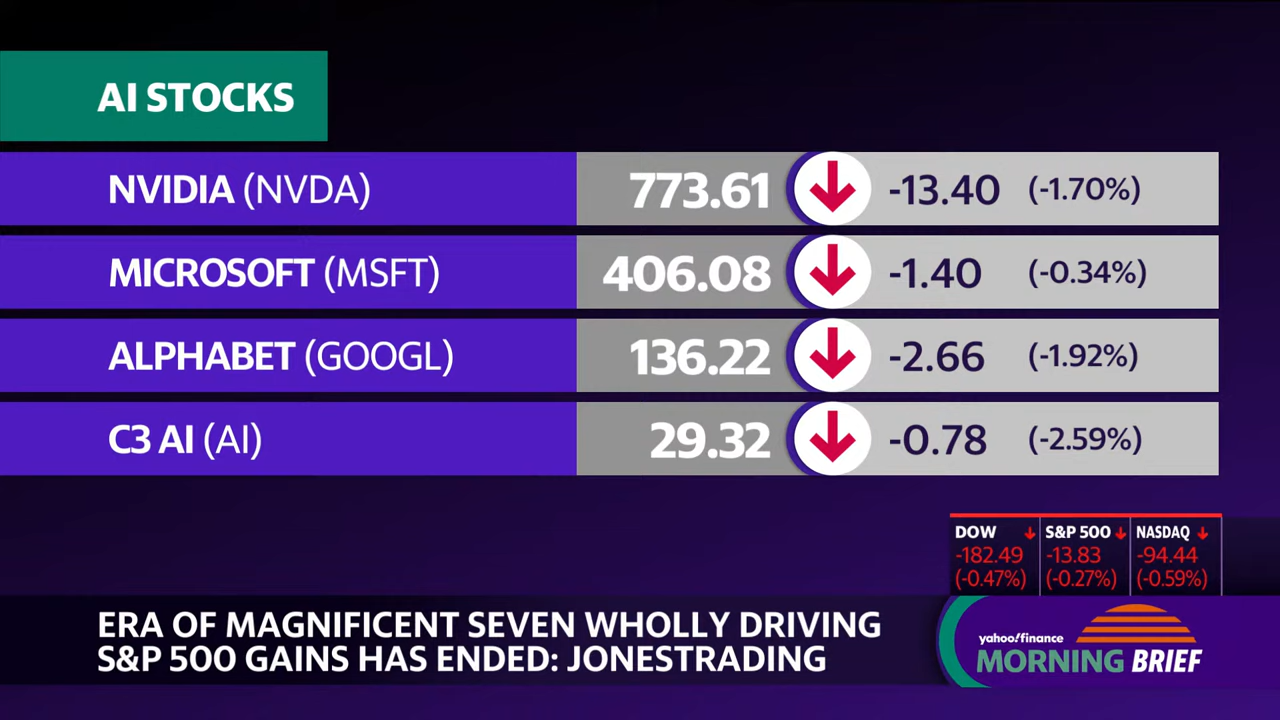 AI STOCKS
NVIDIA (NVDA) 773.61 -13.40 (-1.70%)
MICROSOFT (MSFT) 406.08 -1.40 (-0.34%)
ALPHABET (GOOGL) 136.22 -2.66 (-1.92%)
C3 AI (AI) 29.32 -0.78 (-2.59%)
DOW S&P 500 NASDAQ
-182.49 -13.83 -94.44
(-0.47%) (-0.27%) (-0.59%)
ERA OF MAGNIFICENT SEVEN WHOLLY DRIVING
S&P 500 GAINS HAS ENDED: JONESTRADING
yahoo!finance
MORNING BRIEF